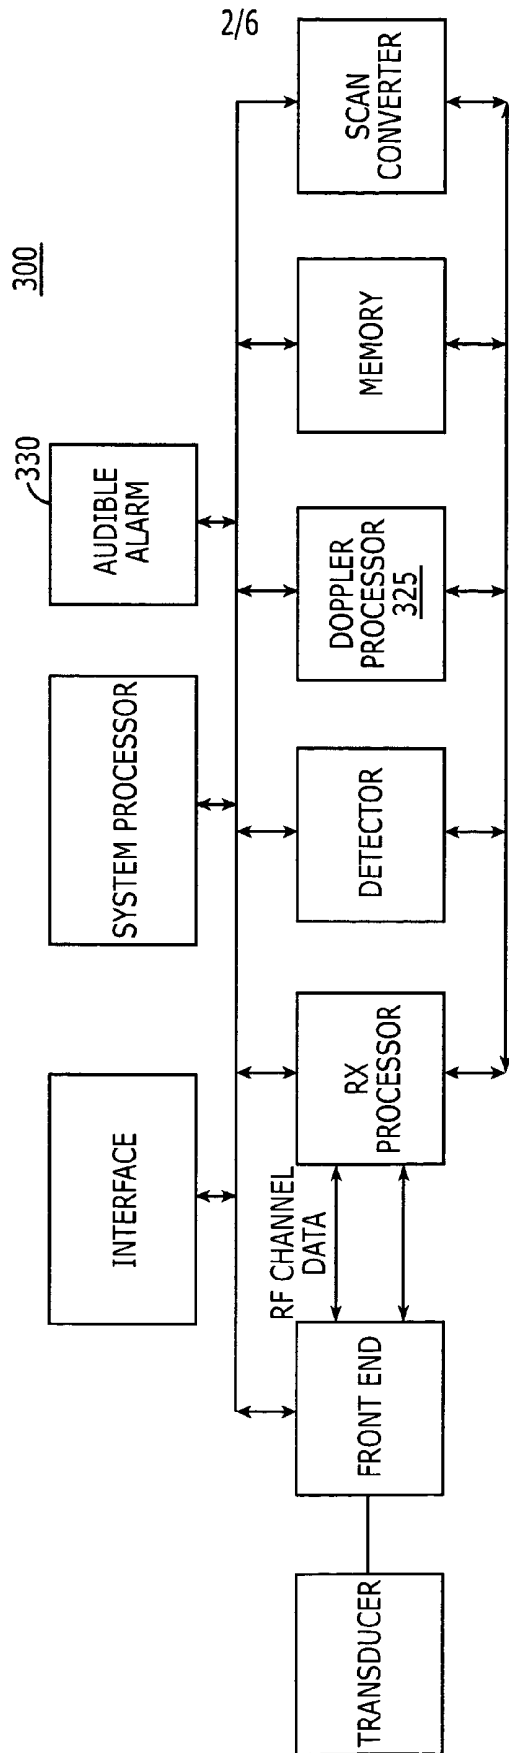 2/6
300
330
INTERFACE
SYSTEM PROCESSOR
AUDIBLE
ALARM
RF CHANNEL
DATA
TRANSDUCER
FRONT END
RX
PROCESSOR
DETECTOR
DOPPLER
PROCESSOR
325
MEMORY
SCAN
CONVERTER